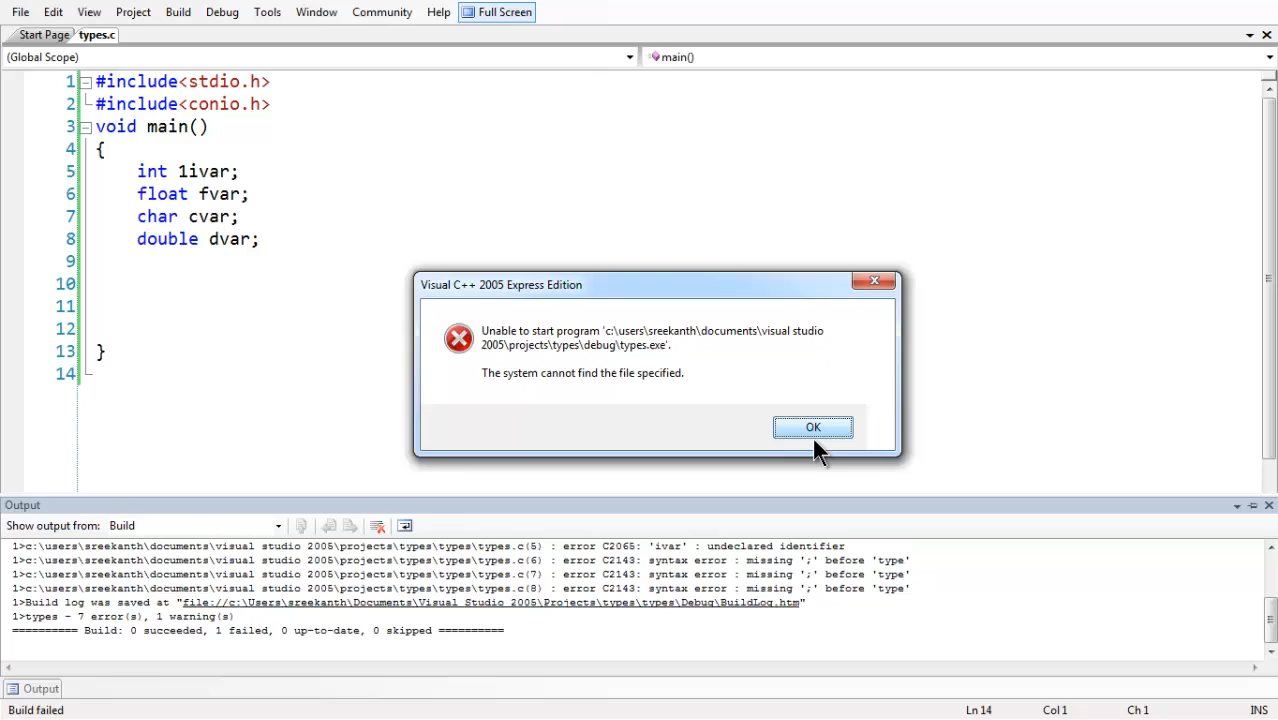 File Edit View Project Build Debug Tools Window Community Help Full Screen
Start Page types.c
(Global Scope) main()
1 #include<stdio.h>
2 #include<conio.h>
3 void main()
4 {
5 int 1ivar;
6 float fvar;
7 char cvar;
8 double dvar;
9
10
11
12
13 }
14
Visual C++ 2005 Express Edition
Unable to start program 'c:\users\sreekanth\documents\visual studio
2005\projects\types\debug\types.exe'.
The system cannot find the file specified.
OK
Output
Show output from: Build
1>c:\users\sreekanth\documents\visual studio 2005\projects\types\types\types.c(5) : error C2065: 'ivar' : undeclared identifier
1>c:\users\sreekanth\documents\visual studio 2005\projects\types\types\types.c(6) : error C2143: syntax error : missing ';' before 'type'
1>c:\users\sreekanth\documents\visual studio 2005\projects\types\types\types.c(7) : error C2143: syntax error : missing ';' before 'type'
1>c:\users\sreekanth\documents\visual studio 2005\projects\types\types\types.c(8) : error C2143: syntax error : missing ';' before 'type'
1>Build log was saved at "file://c:\Users\sreekanth\Documents\Visual Studio 2005\Projects\types\types\Debug\BuildLog.htm"
1>types - 7 error(s), 1 warning(s)
========== Build: 0 succeeded, 1 failed, 0 up-to-date, 0 skipped ==========
Output
Build failed Ln 14 Col 1 Ch 1 INS